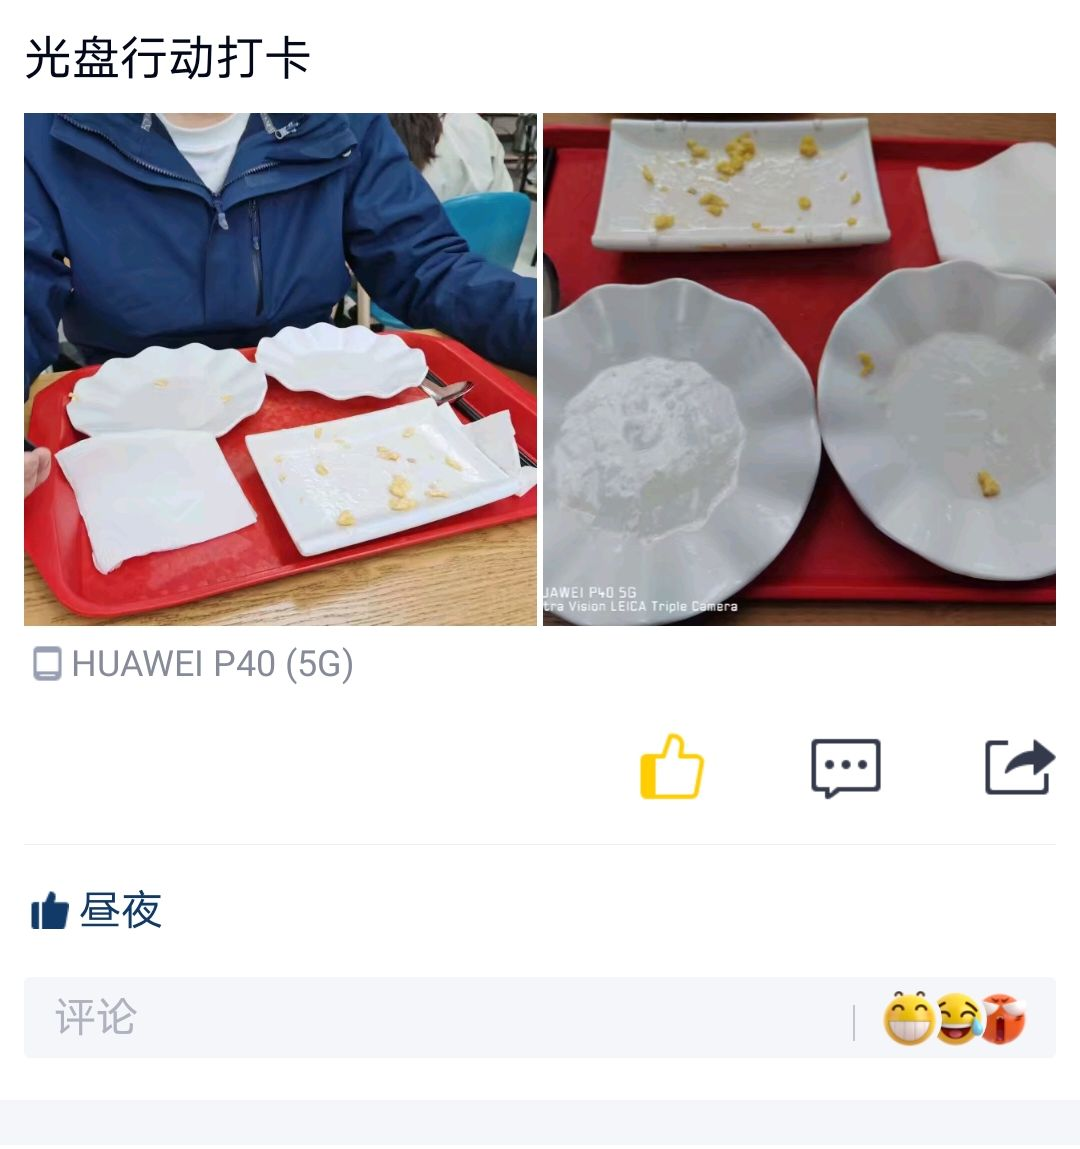 光盘行动打卡
UAWEI P40 5G
tra Vision LEICA Triple Camera
HUAWEI P40 (5G)
昼夜
评论